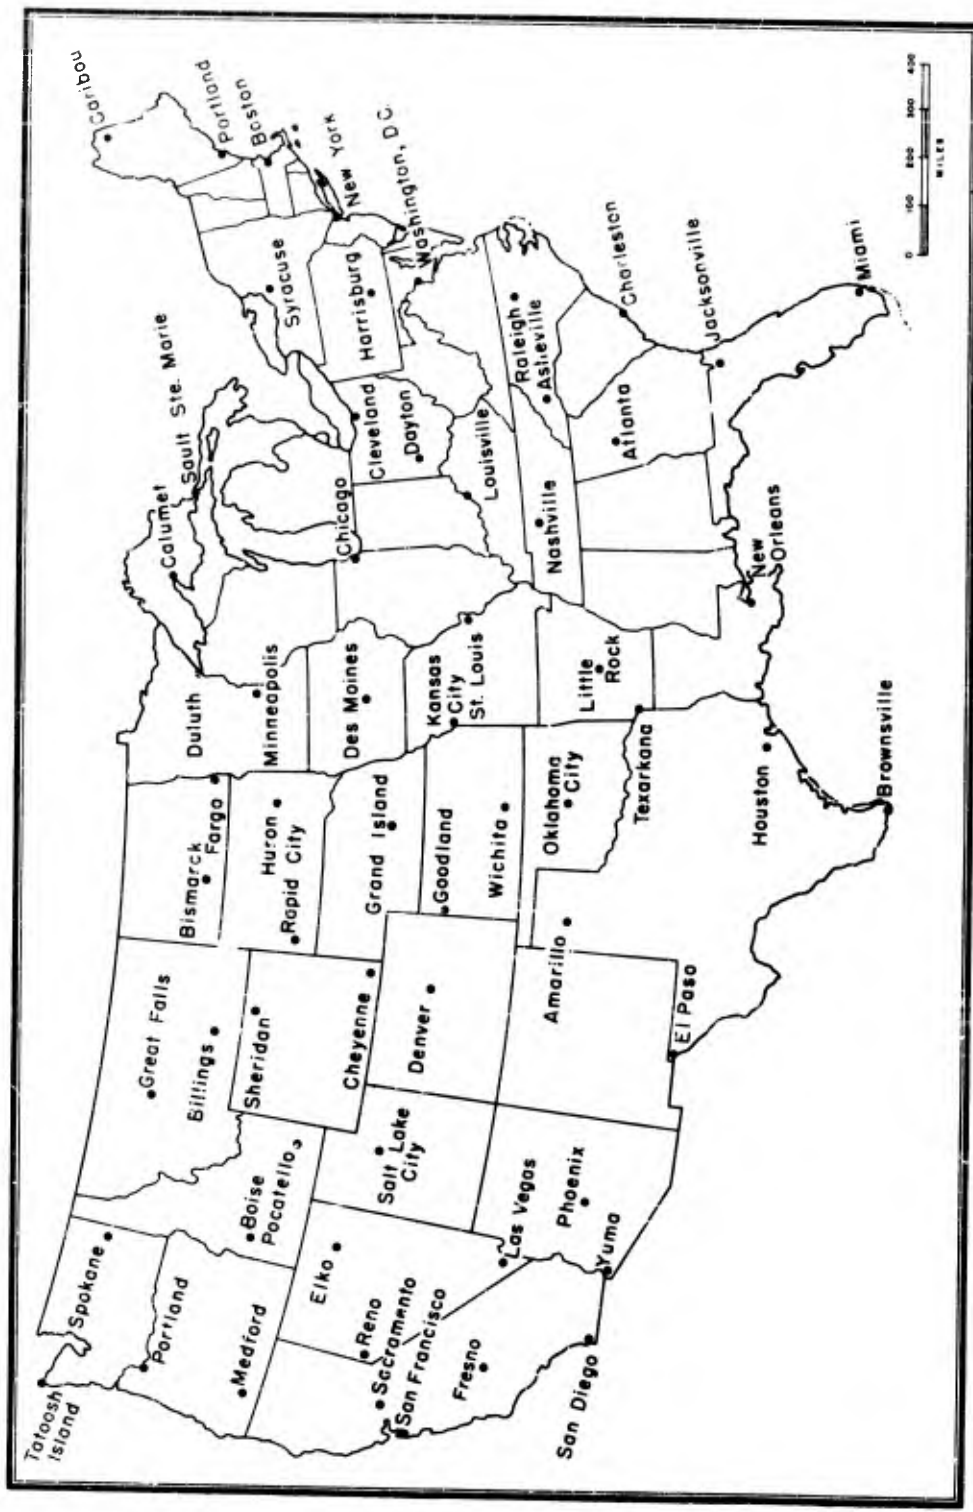 Tatoosh
Island
Spokane
Portland
Medford
Boise
Pocatello
Great Falls
Billings
Sheridan
Cheyenne
Bismarck
Fargo
Huron
Rapid City
Grand Island
Goodland
Wichita
Duluth
Minneapolis
Des Moines
Kansas
City
St. Louis
Calumet
Sault Ste. Marie
Chicago
Cleveland
Dayton
Louisville
Syracuse
Harrisburg
Caribou
Portland
Boston
New York
Washington, D.C.
Elko
Reno
Sacramento
San Francisco
Fresno
San Diego
Las Vegas
Salt Lake
City
Denver
Phoenix
Yuma
Amarillo
El Paso
Oklahoma
City
Texarkana
Little
Rock
Houston
Brownsville
New
Orleans
Nashville
Raleigh
Asheville
Atlanta
Charleston
Jacksonville
Miami
0 100 200 300 400
MILES